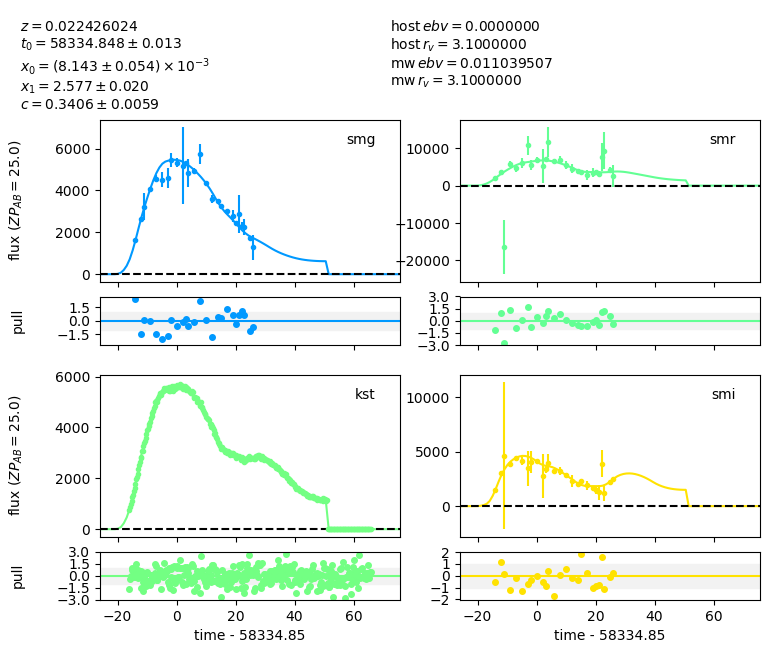 z = 0.022426024
t₀ = 58334.848 ± 0.013
x₀ = (8.143 ± 0.054) × 10⁻³
x₁ = 2.577 ± 0.020
c = 0.3406 ± 0.0059
host ebv = 0.0000000
host r_v = 3.1000000
mw ebv = 0.011039507
mw r_v = 3.1000000
flux (ZP_AB = 25.0)
6000
4000
2000
0
smg
10000
0
−10000
−20000
smr
pull
1.5
0.0
−1.5
3.0
1.5
0.0
−1.5
−3.0
flux (ZP_AB = 25.0)
6000
4000
2000
0
kst
10000
5000
0
smi
pull
3.0
1.5
0.0
−1.5
−3.0
2
1
0
−1
−2
−20 0 20 40 60
−20 0 20 40 60
time - 58334.85
time - 58334.85